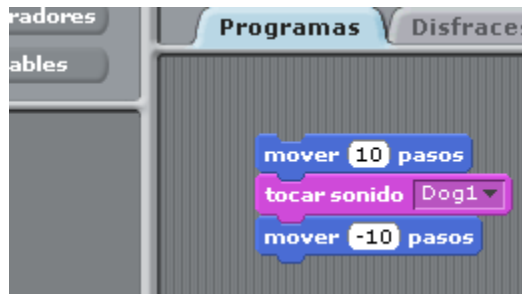 radores
Programas Disfraces
ables
mover 10 pasos
tocar sonido Dog1
mover -10 pasos